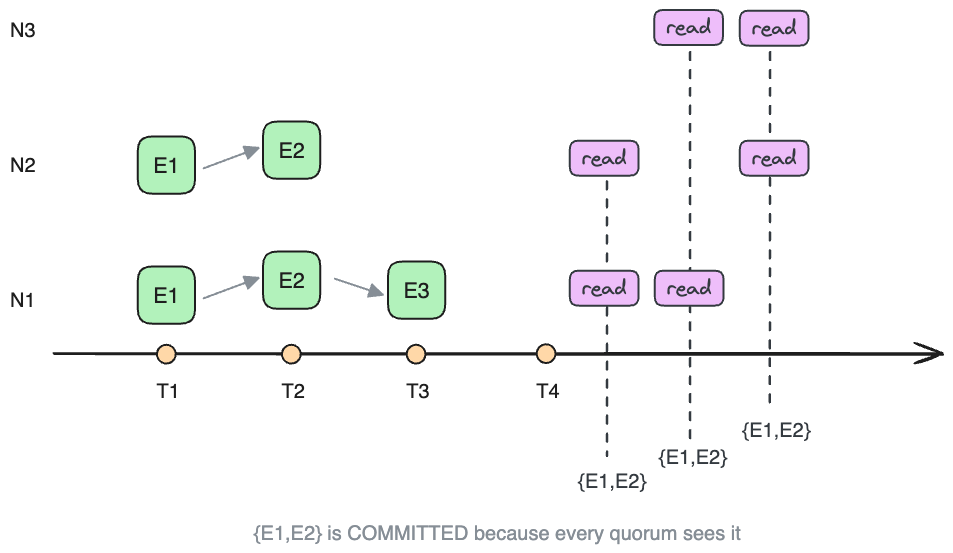 N3
read read
N2
E1 E2
read read
N1
E1 E2 E3
read read
T1 T2 T3 T4
{E1,E2}
{E1,E2}
{E1,E2}
{E1,E2} is COMMITTED because every quorum sees it